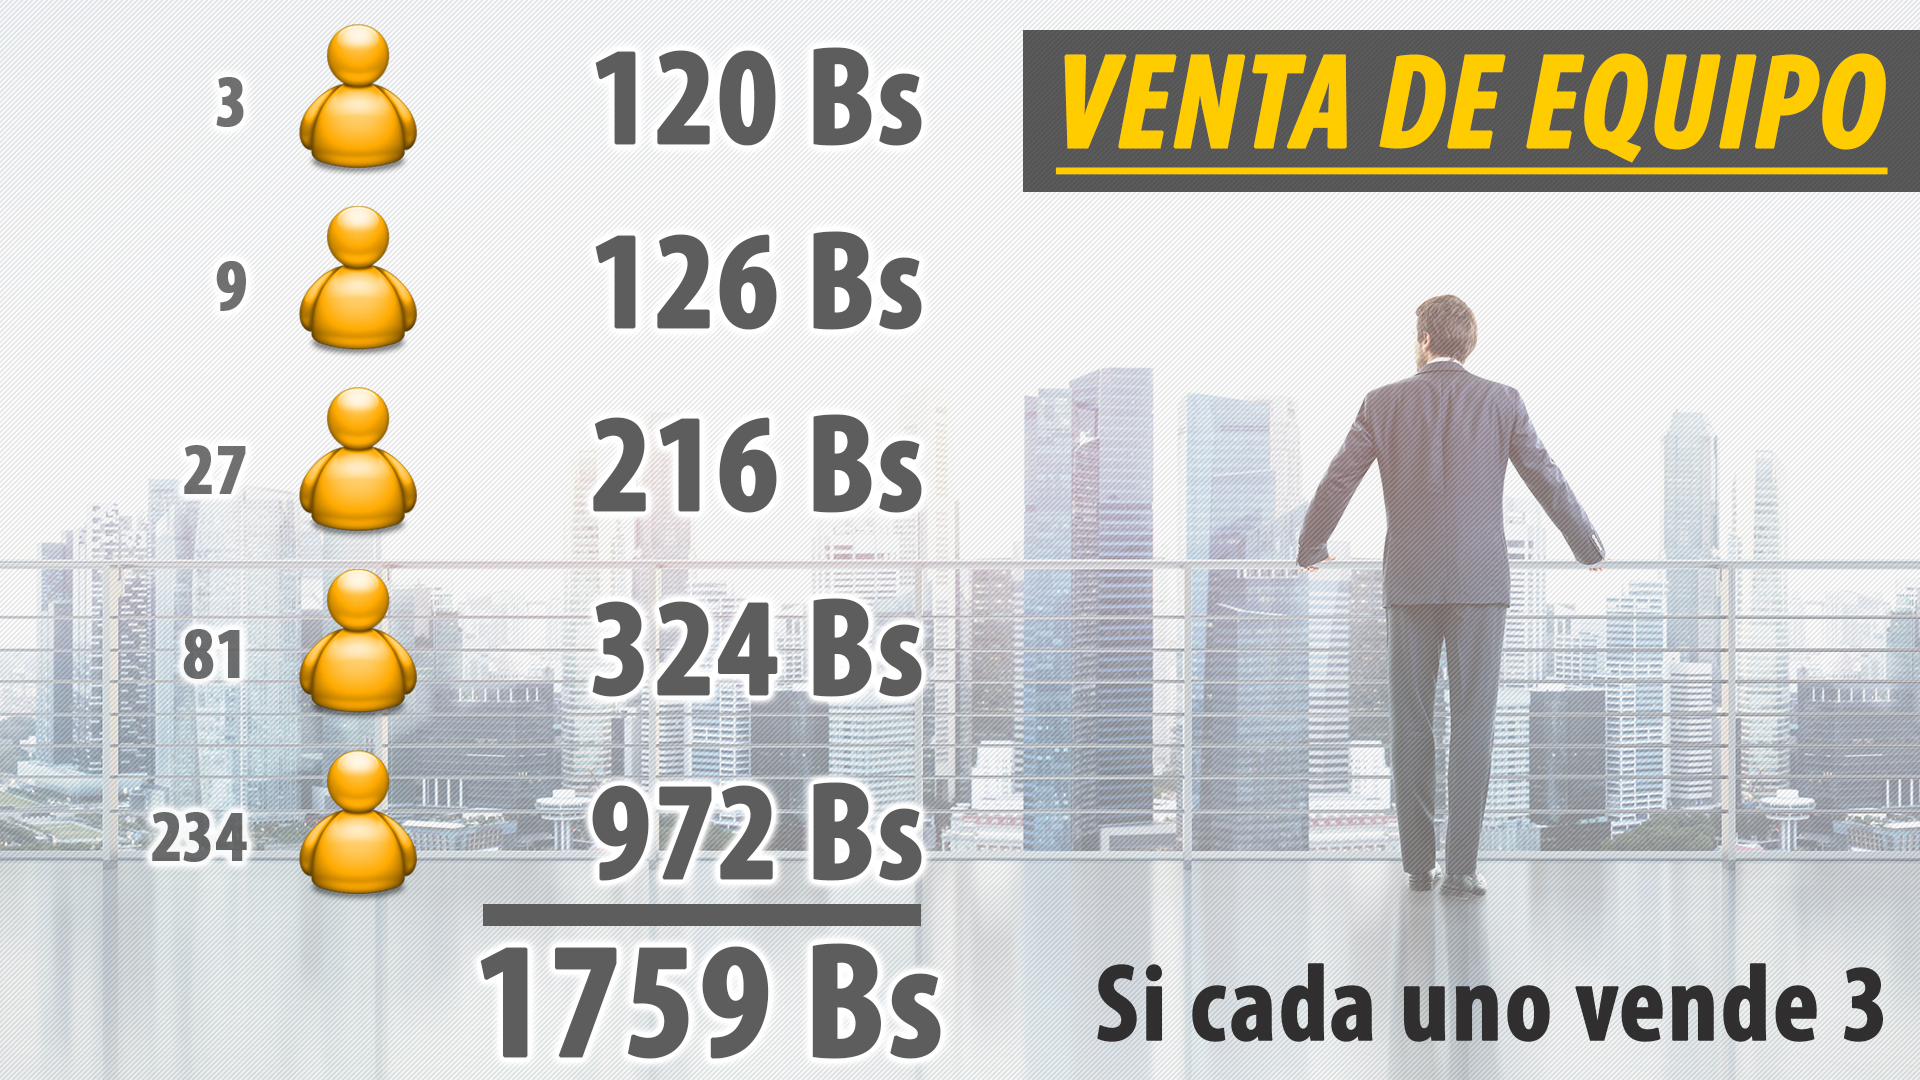 VENTA DE EQUIPO
3 120 Bs
9 126 Bs
27 216 Bs
81 324 Bs
234 972 Bs
1759 Bs
Si cada uno vende 3